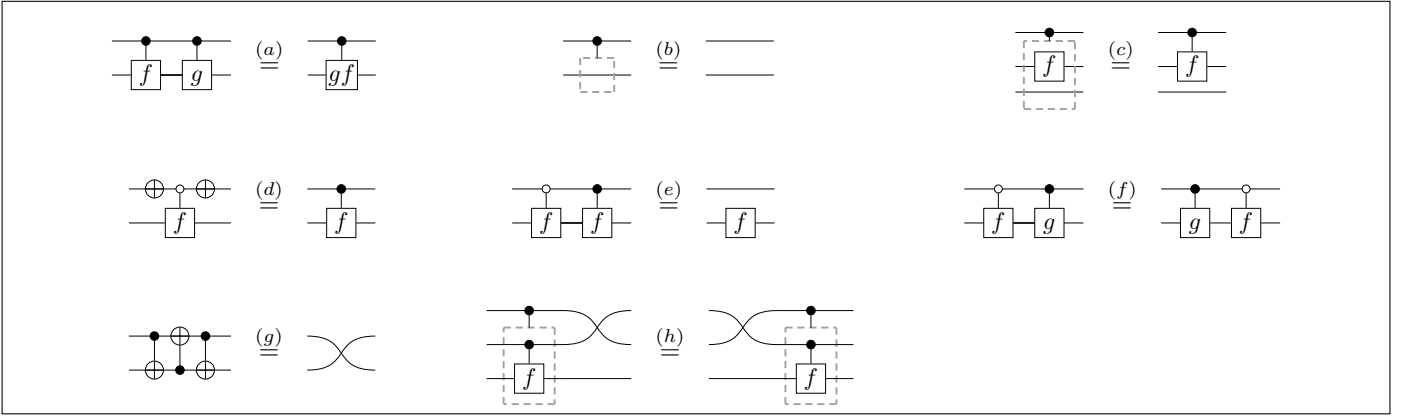 f g (a) = gf (b) = f (c) = f
f (d) = f f f (e) = f f g (f) = g f
(g) = f (h) = f